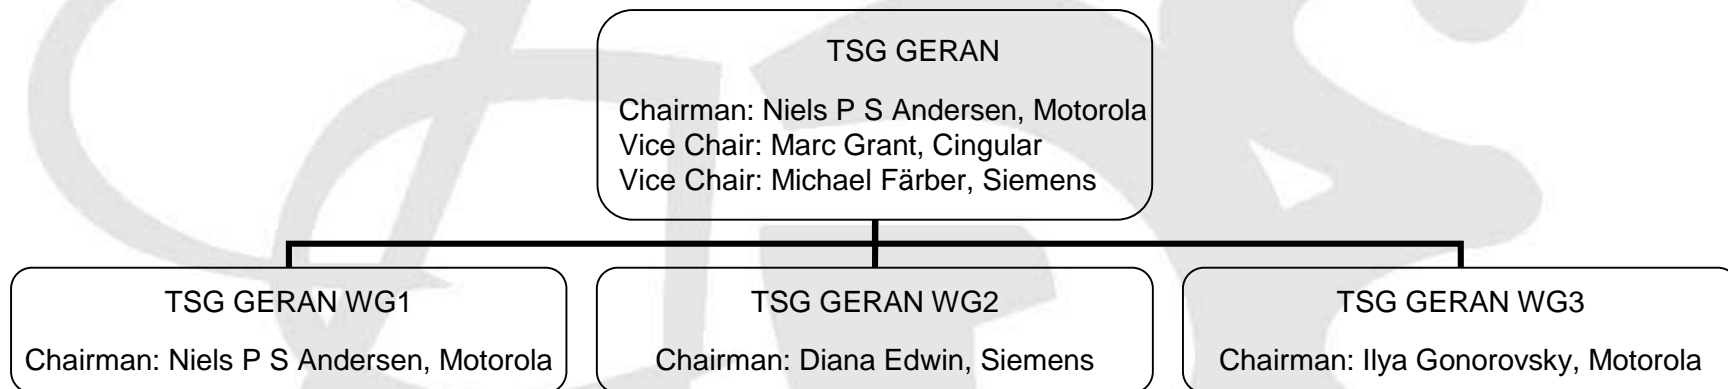 TSG GERAN
Chairman: Niels P S Andersen, Motorola
Vice Chair: Marc Grant, Cingular
Vice Chair: Michael Färber, Siemens
TSG GERAN WG1
Chairman: Niels P S Andersen, Motorola
TSG GERAN WG2
Chairman: Diana Edwin, Siemens
TSG GERAN WG3
Chairman: Ilya Gonorovsky, Motorola